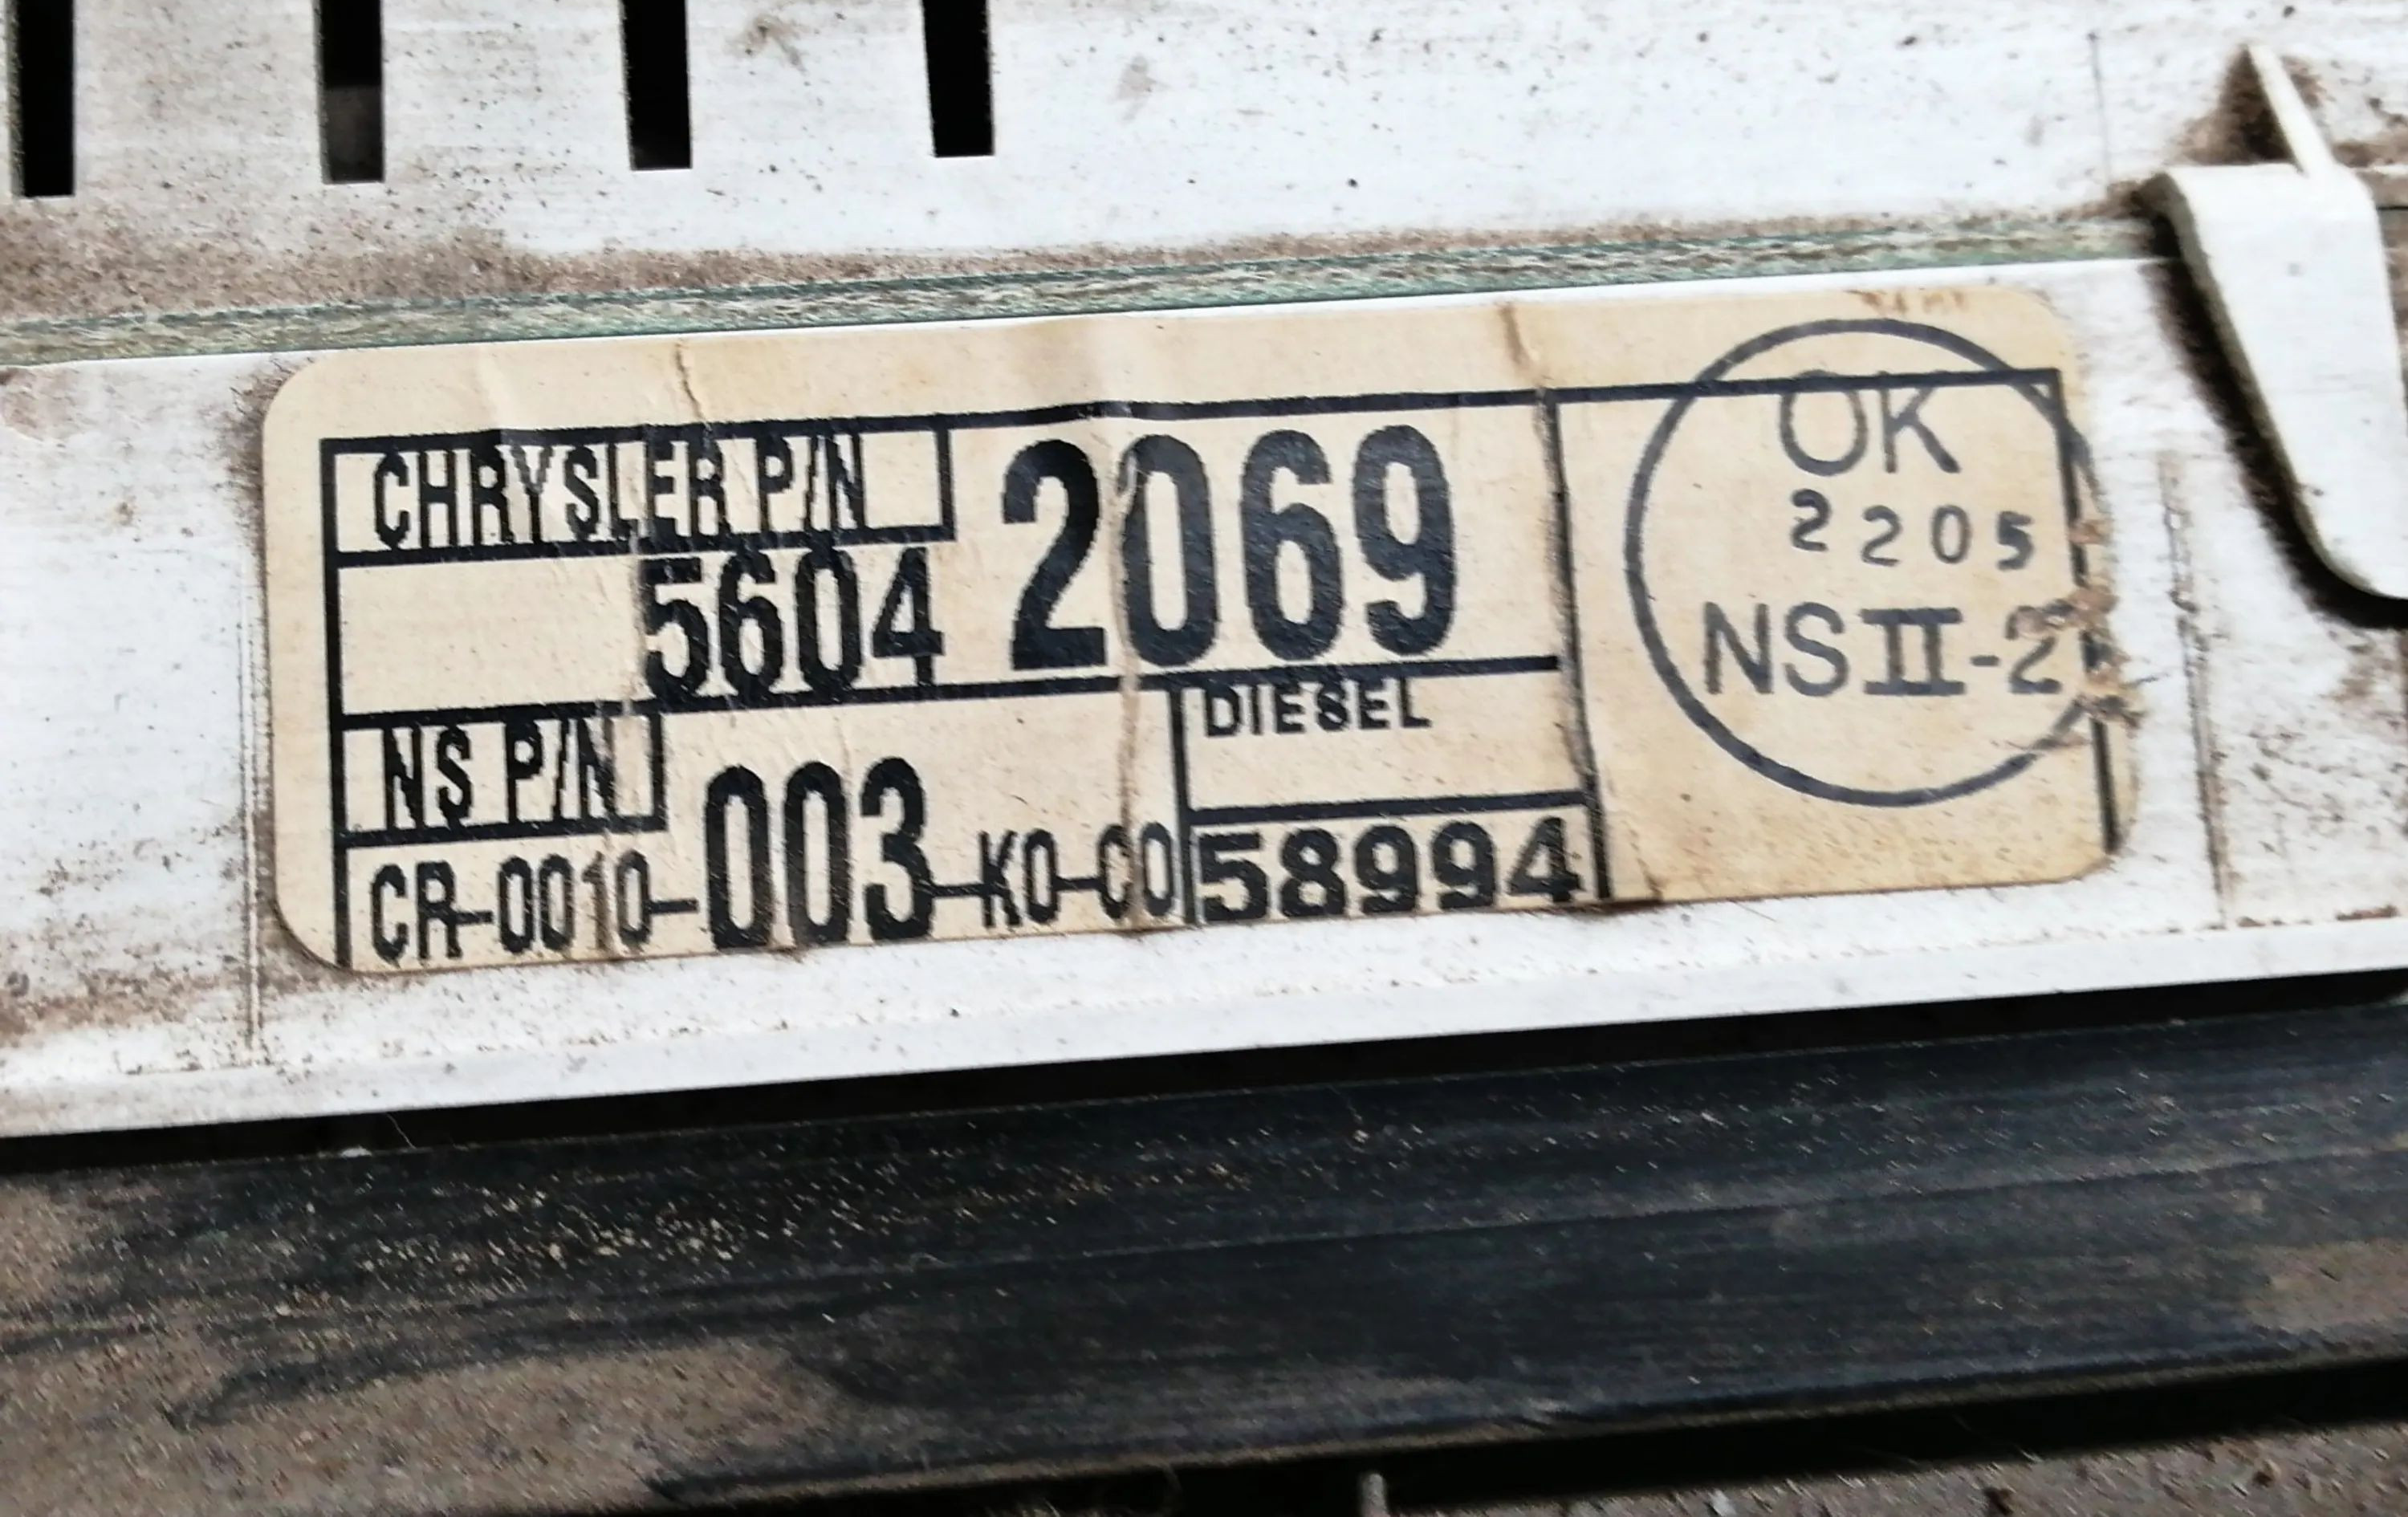 CHRYSLER P/N
5604 2069
NS P/N
CR-0010-003-K0-C0
DIESEL
58994
OK
2205
NSII-2